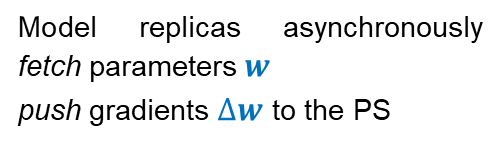 Model replicas asynchronously
fetch parameters w
push gradients Δw to the PS